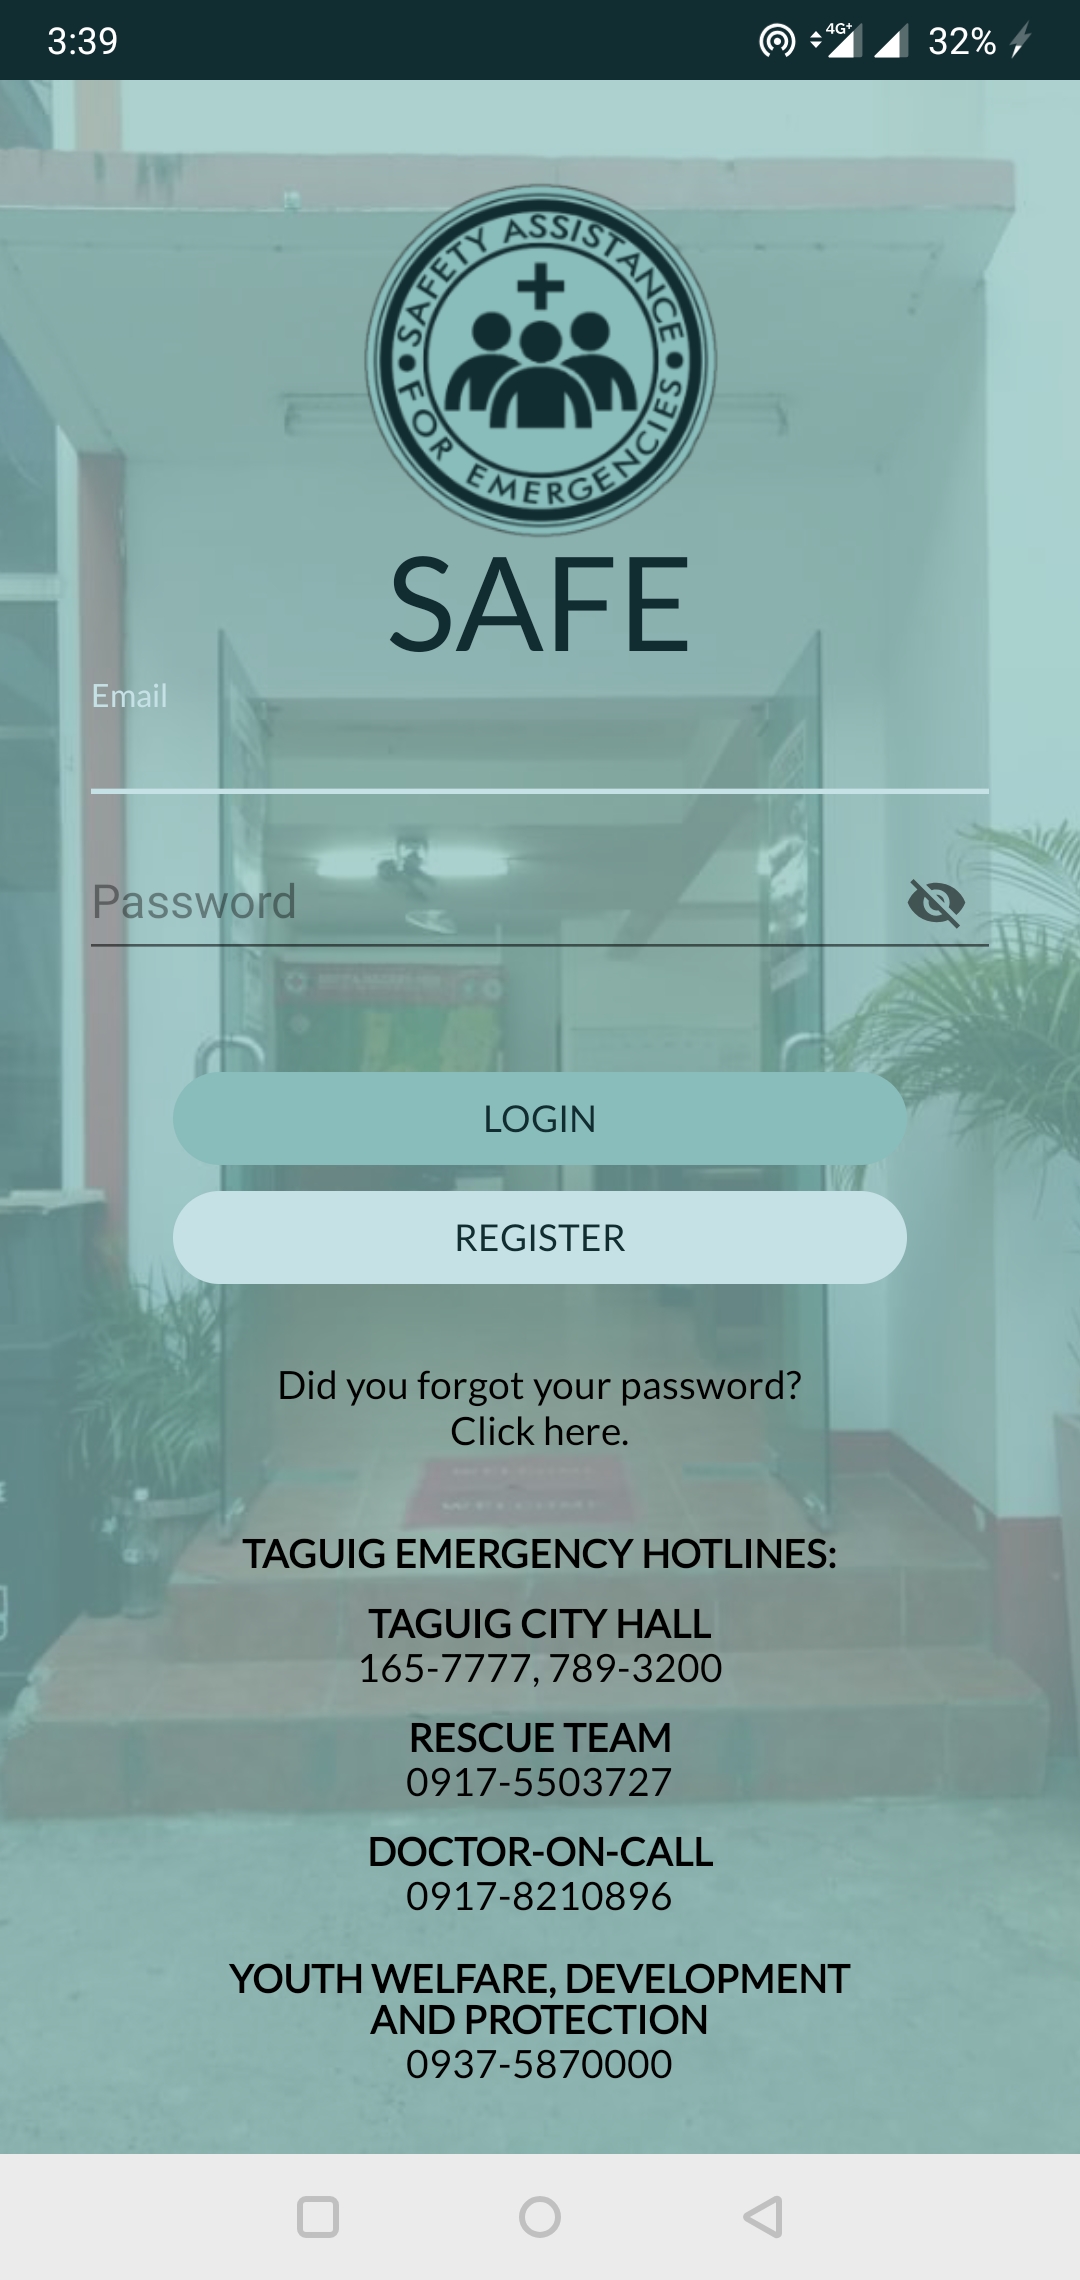 3:39
4G+
32%
SAFETY ASSISTANCE
FOR EMERGENCIES
SAFE
Email
Password
LOGIN
REGISTER
Did you forgot your password?
Click here.
WELCOME
TAGUIG EMERGENCY HOTLINES:
TAGUIG CITY HALL
165-7777, 789-3200
RESCUE TEAM
0917-5503727
DOCTOR-ON-CALL
0917-8210896
YOUTH WELFARE, DEVELOPMENT
AND PROTECTION
0937-5870000